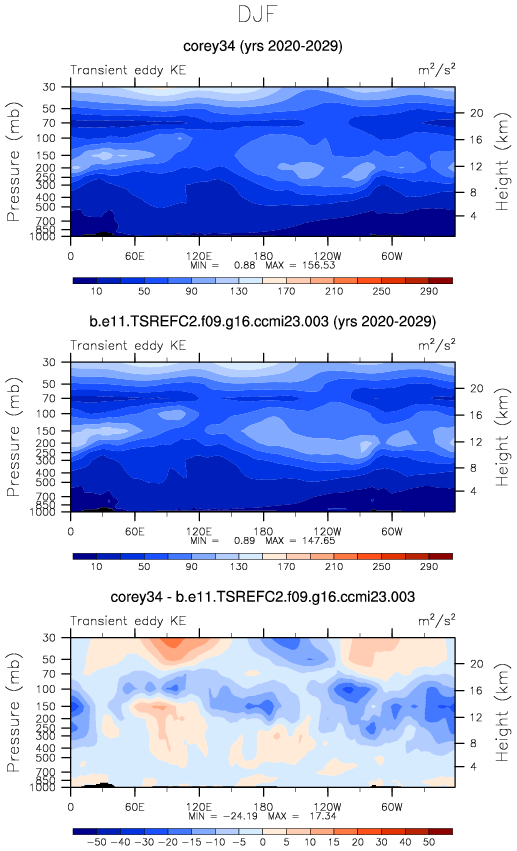 DJF
corey34 (yrs 2020-2029)
Transient eddy KE m²/s²
Pressure (mb)
30
50
70
100
150
200
250
300
400
500
700
850
1000
Height (km)
20
16
12
8
4
0 60E 120E 180 120W 60W
MIN = 0.88 MAX = 156.53
10 50 90 130 170 210 250 290
b.e11.TSREFC2.f09.g16.ccmi23.003 (yrs 2020-2029)
Transient eddy KE m²/s²
Pressure (mb)
30
50
70
100
150
200
250
300
400
500
700
850
1000
Height (km)
20
16
12
8
4
0 60E 120E 180 120W 60W
MIN = 0.89 MAX = 147.65
10 50 90 130 170 210 250 290
corey34 - b.e11.TSREFC2.f09.g16.ccmi23.003
Transient eddy KE m²/s²
Pressure (mb)
30
50
70
100
150
200
250
300
400
500
700
850
1000
Height (km)
20
16
12
8
4
0 60E 120E 180 120W 60W
MIN = -24.19 MAX = 17.34
-50 -40 -30 -20 -15 -10 -5 0 5 10 15 20 30 40 50